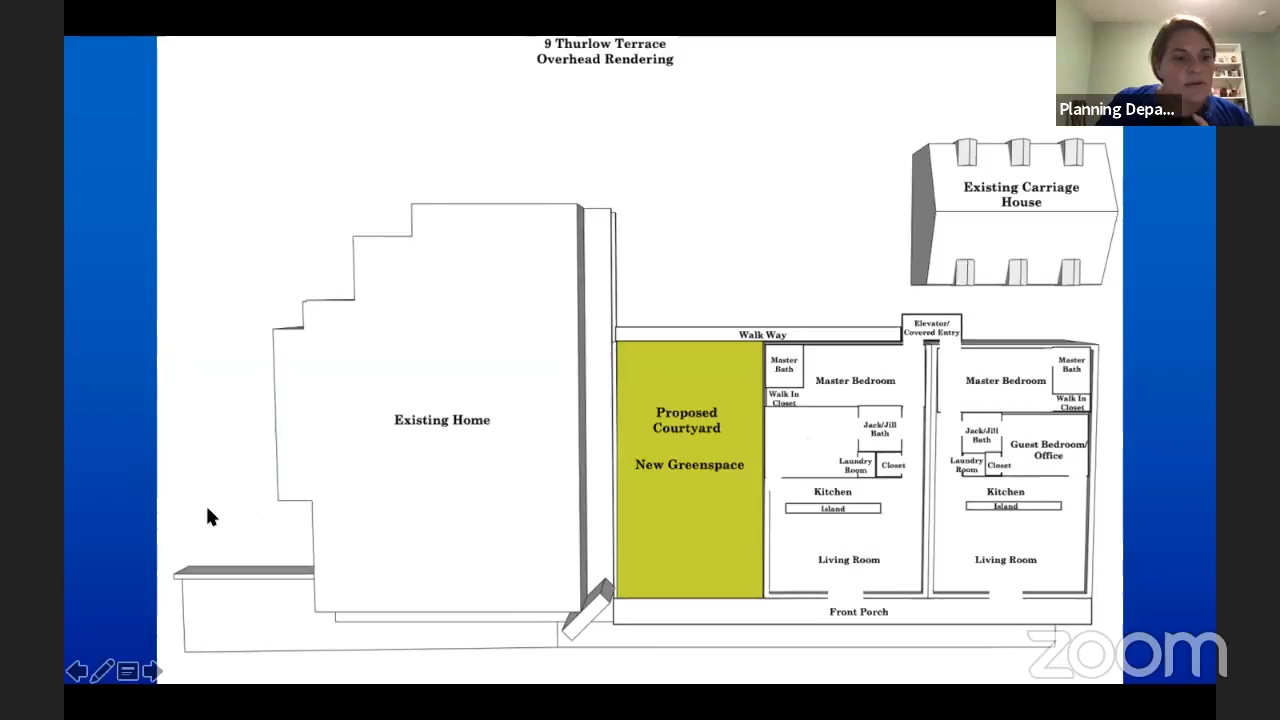 9 Thurlow Terrace
Overhead Rendering
Planning Depa...
Existing Carriage
House
Elevator/
Covered Entry
Walk Way
Master
Bath
Master Bedroom
Walk In
Closet
Master Bedroom
Master
Bath
Walk In
Closet
Existing Home
Proposed
Courtyard
New Greenspace
Jack/Jill
Bath
Laundry
Room
Closet
Jack/Jill
Bath
Guest Bedroom/
Office
Laundry
Room
Closet
Kitchen
Island
Kitchen
Island
Living Room
Living Room
Front Porch
zoom